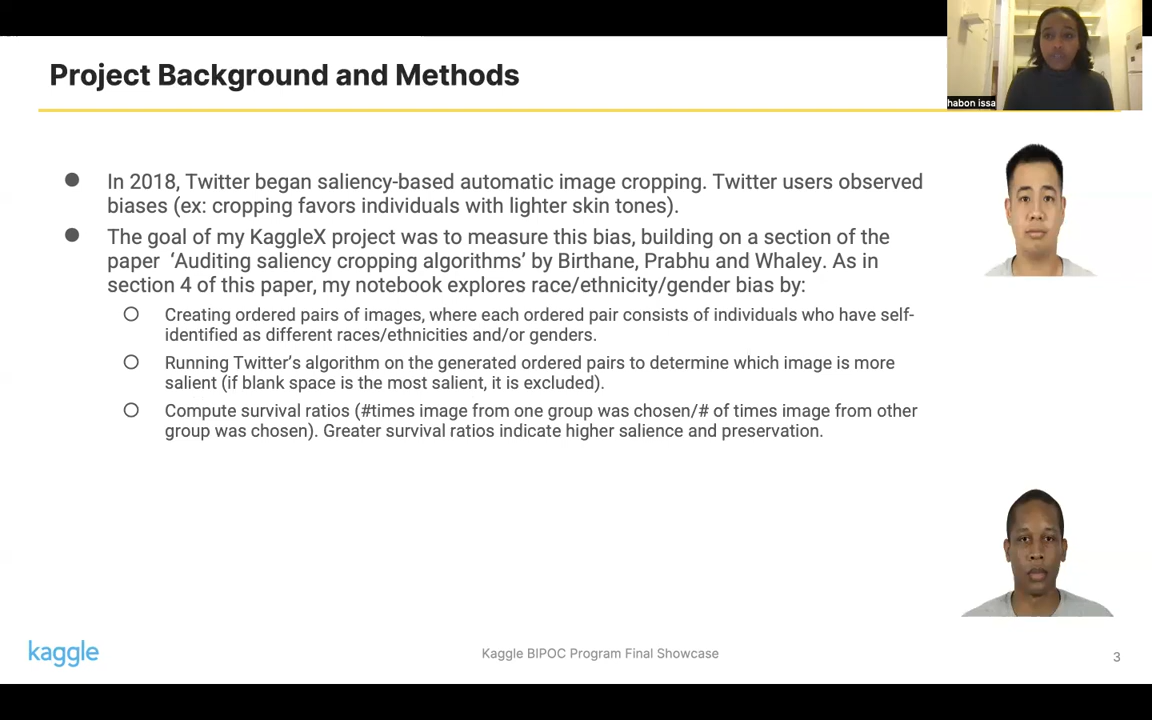 Project Background and Methods
habon issa
In 2018, Twitter began saliency-based automatic image cropping. Twitter users observed
biases (ex: cropping favors individuals with lighter skin tones).
The goal of my KaggleX project was to measure this bias, building on a section of the
paper ‘Auditing saliency cropping algorithms’ by Birthane, Prabhu and Whaley. As in
section 4 of this paper, my notebook explores race/ethnicity/gender bias by:
Creating ordered pairs of images, where each ordered pair consists of individuals who have self-
identified as different races/ethnicities and/or genders.
Running Twitter’s algorithm on the generated ordered pairs to determine which image is more
salient (if blank space is the most salient, it is excluded).
Compute survival ratios (#times image from one group was chosen/# of times image from other
group was chosen). Greater survival ratios indicate higher salience and preservation.
kaggle
Kaggle BIPOC Program Final Showcase
3